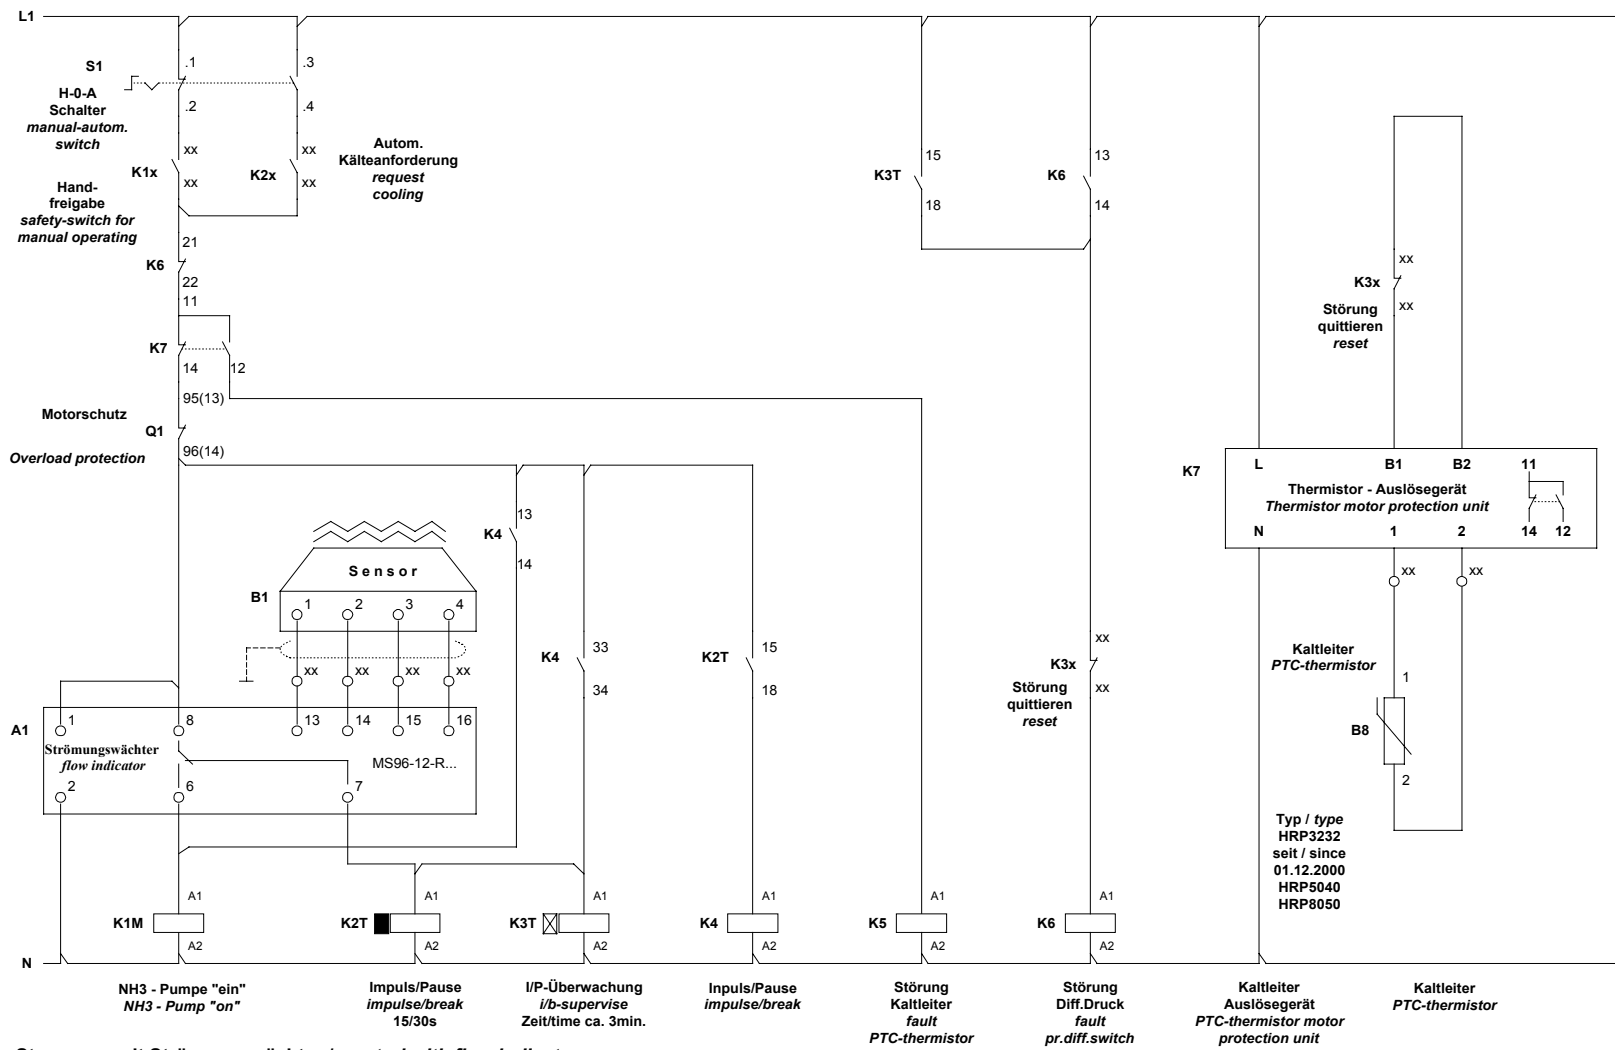 L1
S1
H-0-A
Schalter
manual-autom.
switch
.1
.3
.2
.4
xx
xx
K1x
K2x
xx
xx
Autom.
Kälteanforderung
request
cooling
Hand-
freigabe
safety-switch for
manual operating
21
K6
22
11
K7
14
12
95(13)
Motorschutz
Q1
96(14)
Overload protection
15
K3T
18
13
K6
14
xx
K3x
xx
Störung
quittieren
reset
K7
L
B1
B2
11
Thermistor - Auslösegerät
Thermistor motor protection unit
N
1
2
14
12
xx
xx
Kaltleiter
PTC-thermistor
1
B8
2
Typ / type
HRP3232
seit / since
01.12.2000
HRP5040
HRP8050
13
K4
14
Sensor
B1
1
2
3
4
xx
xx
xx
xx
33
K4
34
15
K2T
18
xx
K3x
xx
Störung
quittieren
reset
A1
1
8
13
14
15
16
Strömungswächter
flow indicator
MS96-12-R...
2
6
7
A1
K1M
A2
A1
K2T
A2
A1
K3T
A2
A1
K4
A2
A1
K5
A2
A1
K6
A2
N
NH3 - Pumpe "ein"
NH3 - Pump "on"
Impuls/Pause
impulse/break
15/30s
I/P-Überwachung
i/b-supervise
Zeit/time ca. 3min.
Inpuls/Pause
impulse/break
Störung
Kaltleiter
fault
PTC-thermistor
Störung
Diff.Druck
fault
pr.diff.switch
Kaltleiter
Auslösegerät
PTC-thermistor motor
protection unit
Kaltleiter
PTC-thermistor